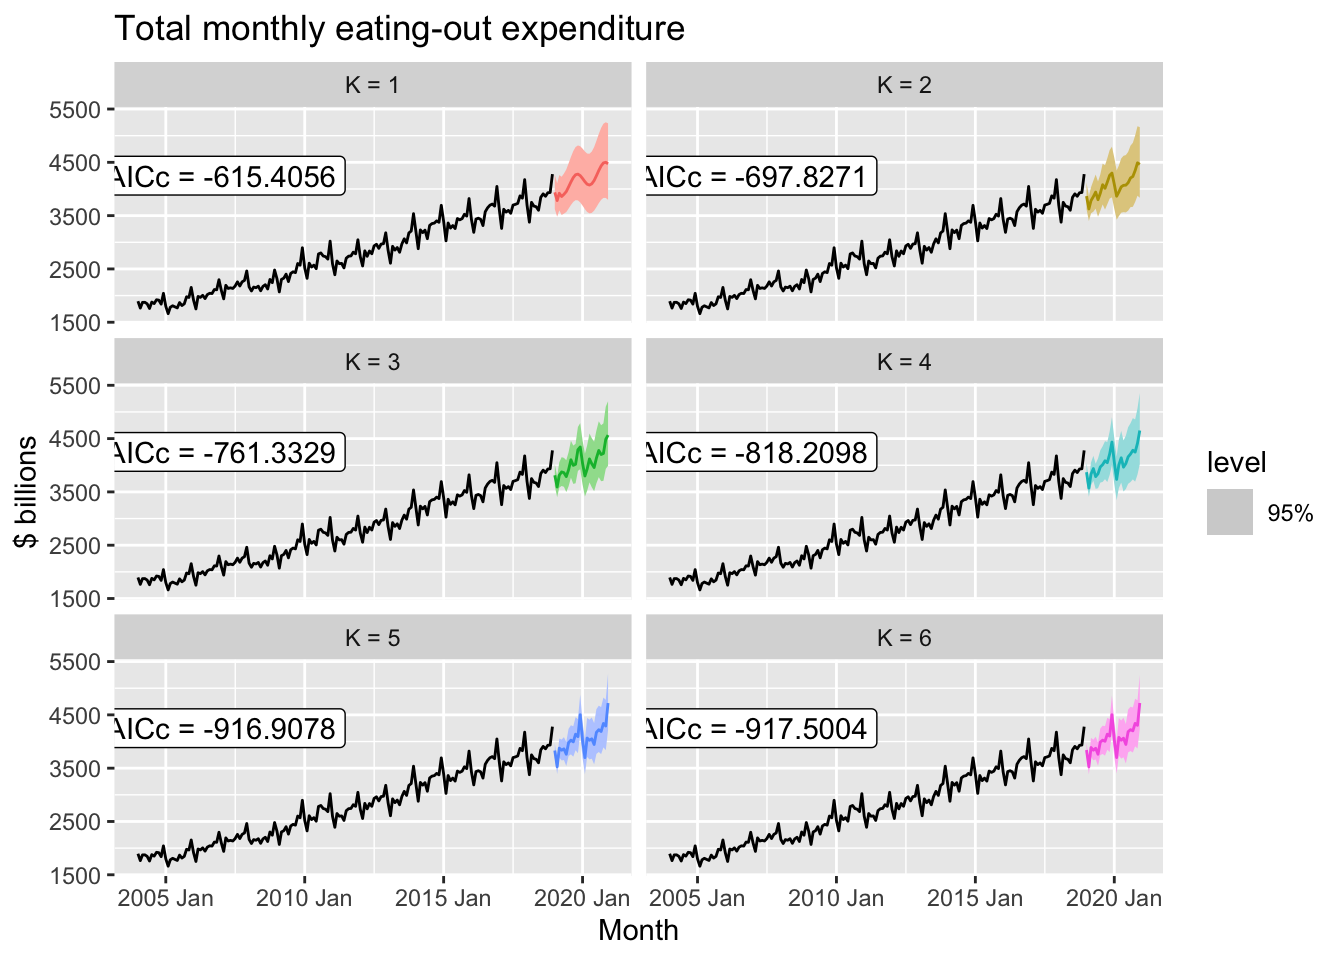 Total monthly eating-out expenditure
K = 1
K = 2
5500
4500
3500
2500
1500
AICc = -615.4056
AICc = -697.8271
K = 3
K = 4
5500
4500
3500
2500
1500
AICc = -761.3329
AICc = -818.2098
K = 5
K = 6
5500
4500
3500
2500
1500
AICc = -916.9078
AICc = -917.5004
2005 Jan
2010 Jan
2015 Jan
2020 Jan
2005 Jan
2010 Jan
2015 Jan
2020 Jan
Month
$ billions
level
95%